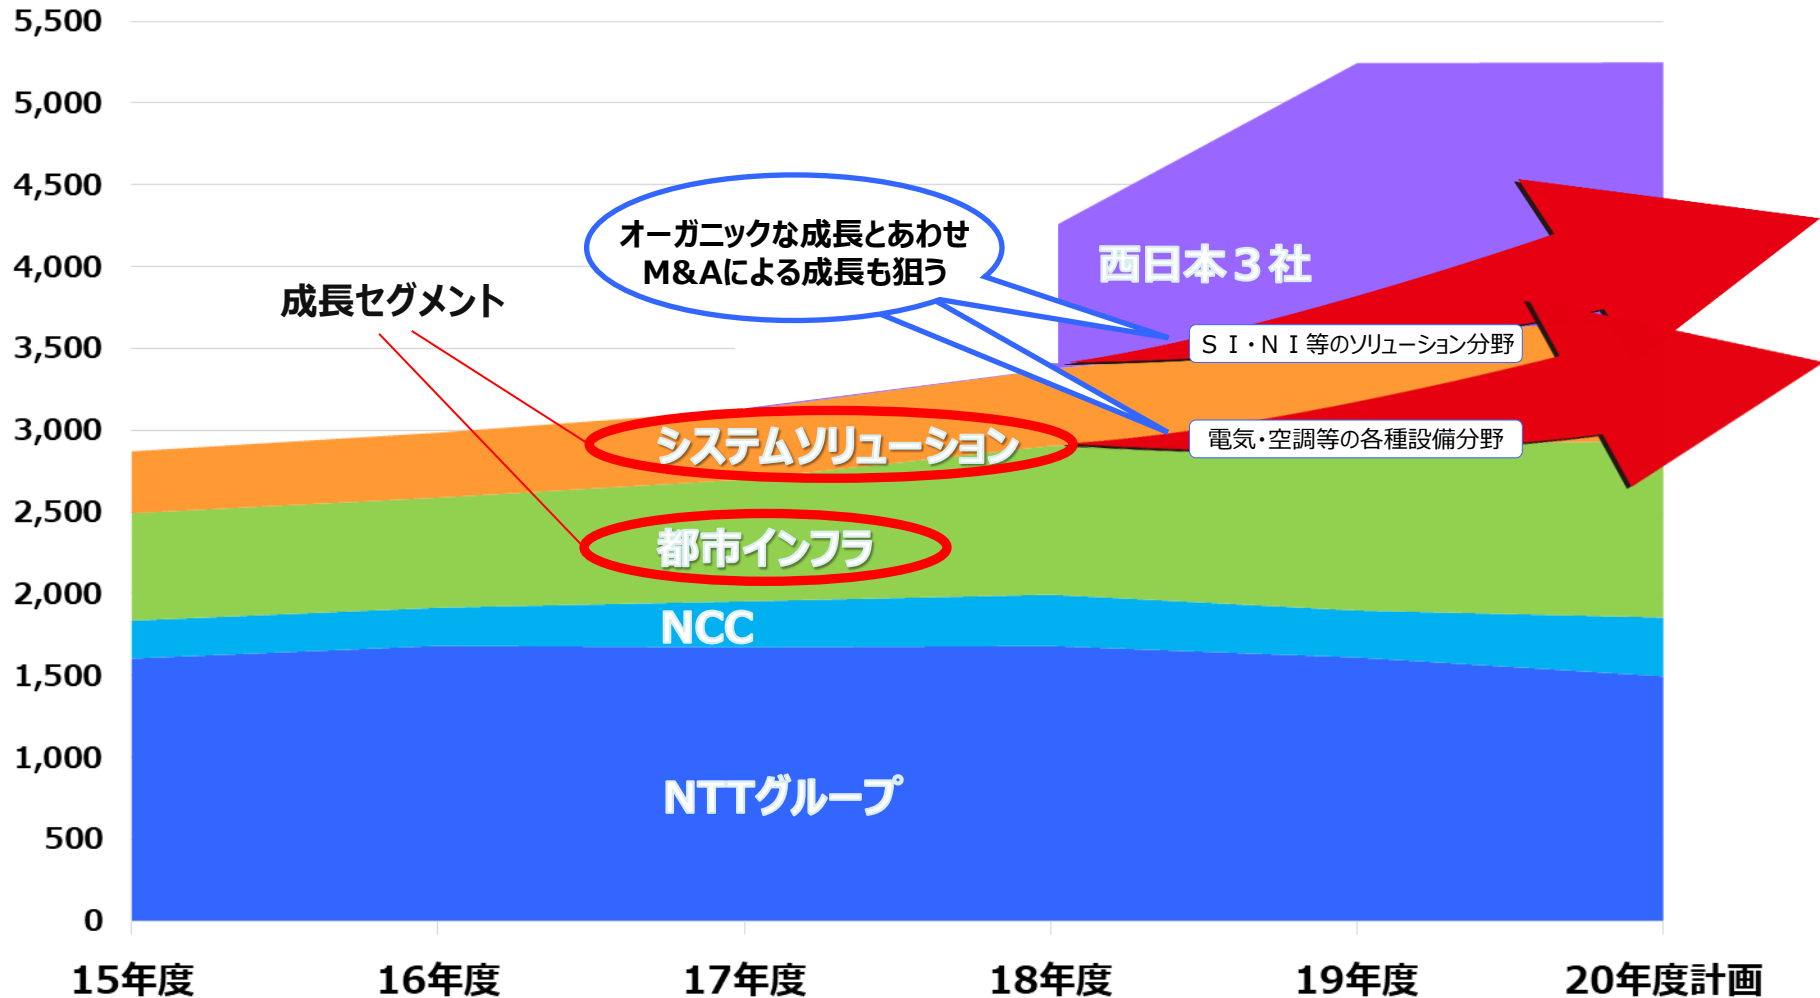 5,500
5,000
4,500
4,000
3,500
3,000
2,500
2,000
1,500
1,000
500
0
オーガニックな成長とあわせ
M&Aによる成長も狙う
成長セグメント
西日本３社
ＳＩ・ＮＩ等のソリューション分野
電気・空調等の各種設備分野
システムソリューション
都市インフラ
NCC
NTTグループ
15年度
16年度
17年度
18年度
19年度
20年度計画